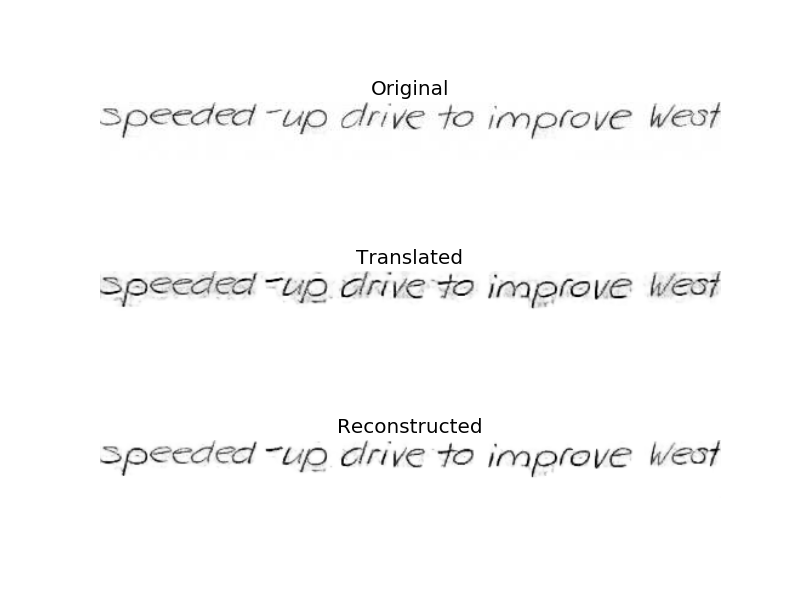 Original
speeded -up drive to improve West
Translated
speeded -up drive to improve West
Reconstructed
speeded -up drive to improve West